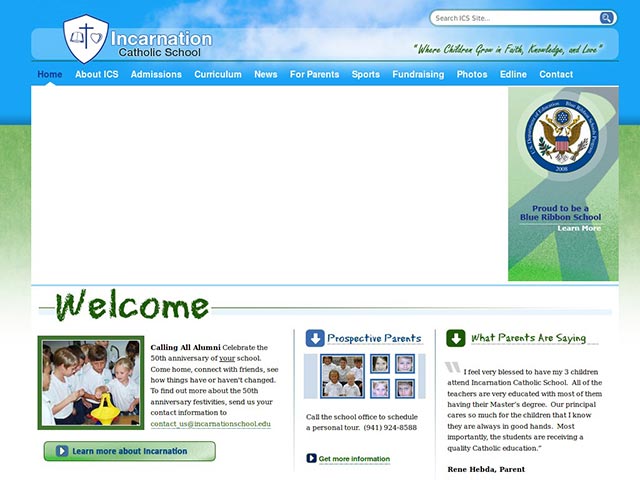 Search ICS Site...
Incarnation
Catholic School
"Where Children Grow in Faith, Knowledge, and Love"
Home About ICS Admissions Curriculum News For Parents Sports Fundraising Photos Edline Contact
U.S. Department of Education Blue Ribbon Schools Program
2008
Proud to be a
Blue Ribbon School
Learn More
Welcome
Calling All Alumni Celebrate the
50th anniversary of your school.
Come home, connect with friends, see
how things have or haven't changed.
To find out more about the 50th
anniversary festivities, send us your
contact information to
contact_us@incarnationschool.edu
Learn more about Incarnation
Prospective Parents
Call the school office to schedule
a personal tour. (941) 924-8588
Get more information
What Parents Are Saying
I feel very blessed to have my 3 children
attend Incarnation Catholic School. All of the
teachers are very educated with most of them
having their Master's degree. Our principal
cares so much for the children that I know
they are always in good hands. Most
importantly, the students are receiving a
quality Catholic education."
Rene Hebda, Parent